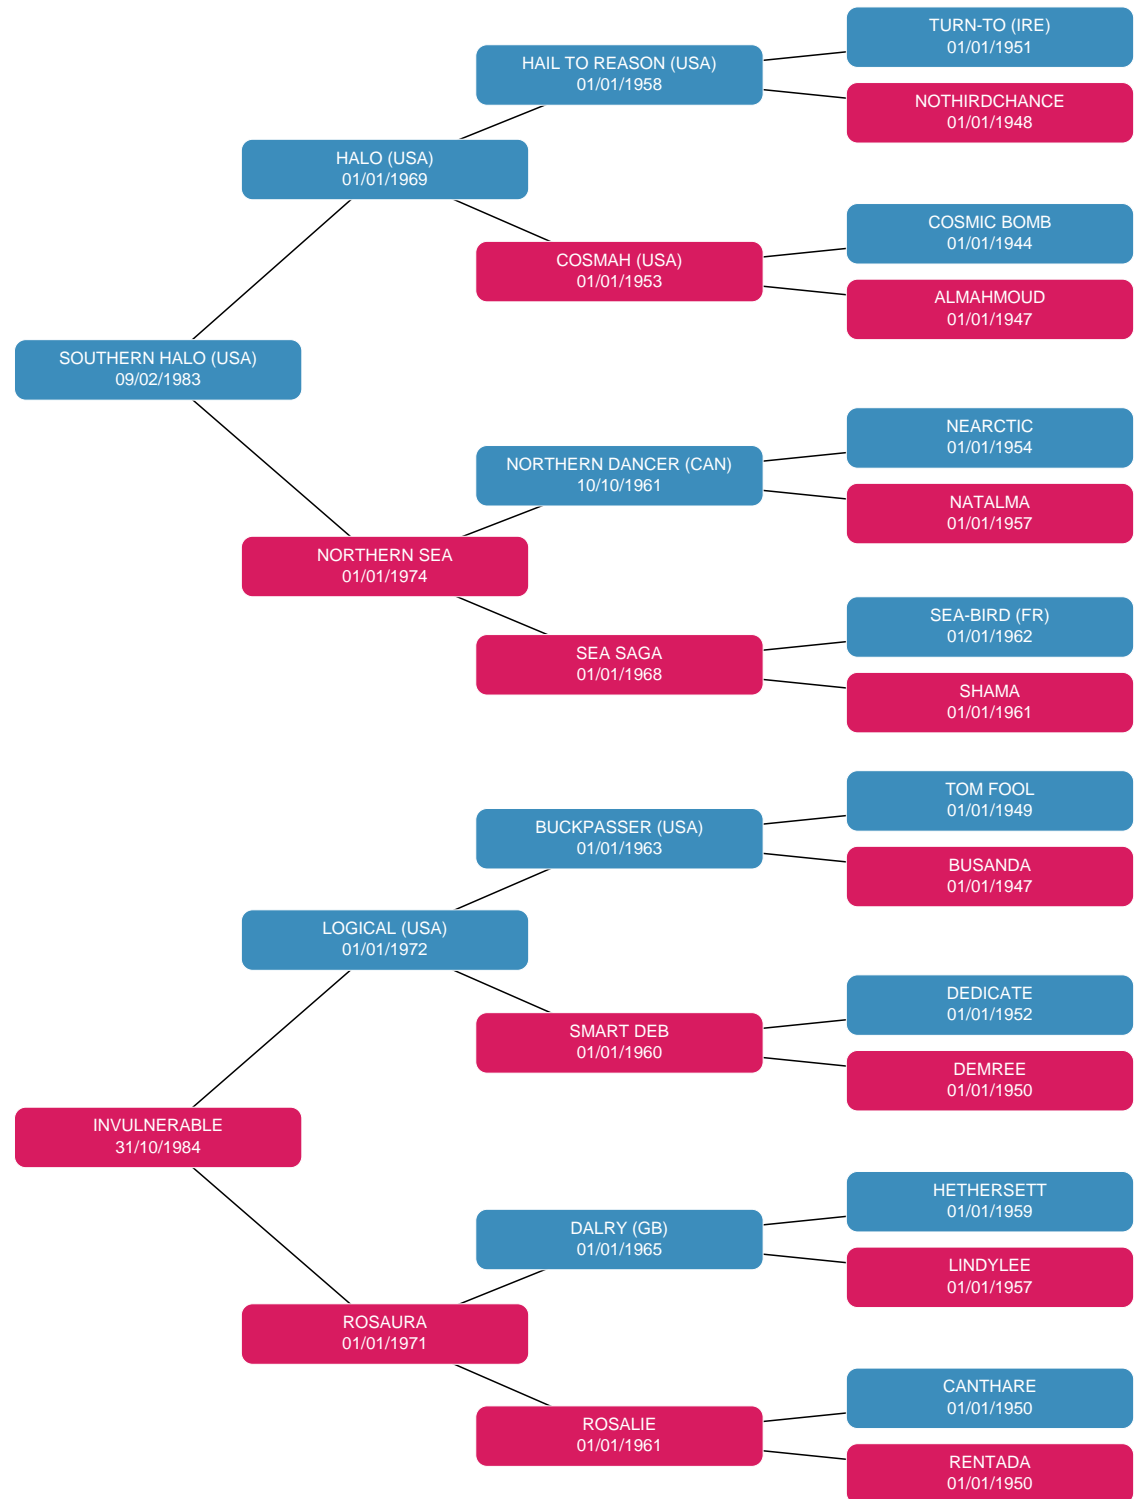 TURN-TO (IRE)
01/01/1951
HAIL TO REASON (USA)
01/01/1958
NOTHIRDCHANCE
01/01/1948
HALO (USA)
01/01/1969
COSMIC BOMB
01/01/1944
COSMAH (USA)
01/01/1953
ALMAHMOUD
01/01/1947
SOUTHERN HALO (USA)
09/02/1983
NEARCTIC
01/01/1954
NORTHERN DANCER (CAN)
10/10/1961
NATALMA
01/01/1957
NORTHERN SEA
01/01/1974
SEA-BIRD (FR)
01/01/1962
SEA SAGA
01/01/1968
SHAMA
01/01/1961
TOM FOOL
01/01/1949
BUCKPASSER (USA)
01/01/1963
BUSANDA
01/01/1947
LOGICAL (USA)
01/01/1972
DEDICATE
01/01/1952
SMART DEB
01/01/1960
DEMREE
01/01/1950
INVULNERABLE
31/10/1984
HETHERSETT
01/01/1959
DALRY (GB)
01/01/1965
LINDYLEE
01/01/1957
ROSAURA
01/01/1971
CANTHARE
01/01/1950
ROSALIE
01/01/1961
RENTADA
01/01/1950